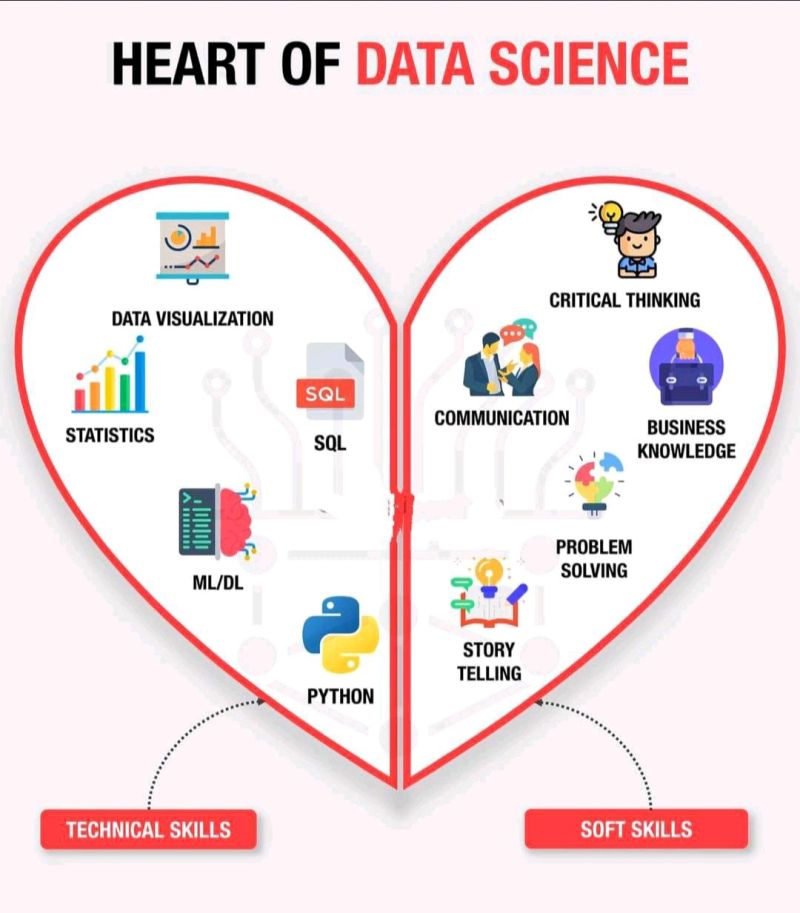 HEART OF DATA SCIENCE
DATA VISUALIZATION
STATISTICS
SQL
SQL
ML/DL
PYTHON
CRITICAL THINKING
COMMUNICATION
BUSINESS
KNOWLEDGE
PROBLEM
SOLVING
STORY
TELLING
TECHNICAL SKILLS
SOFT SKILLS